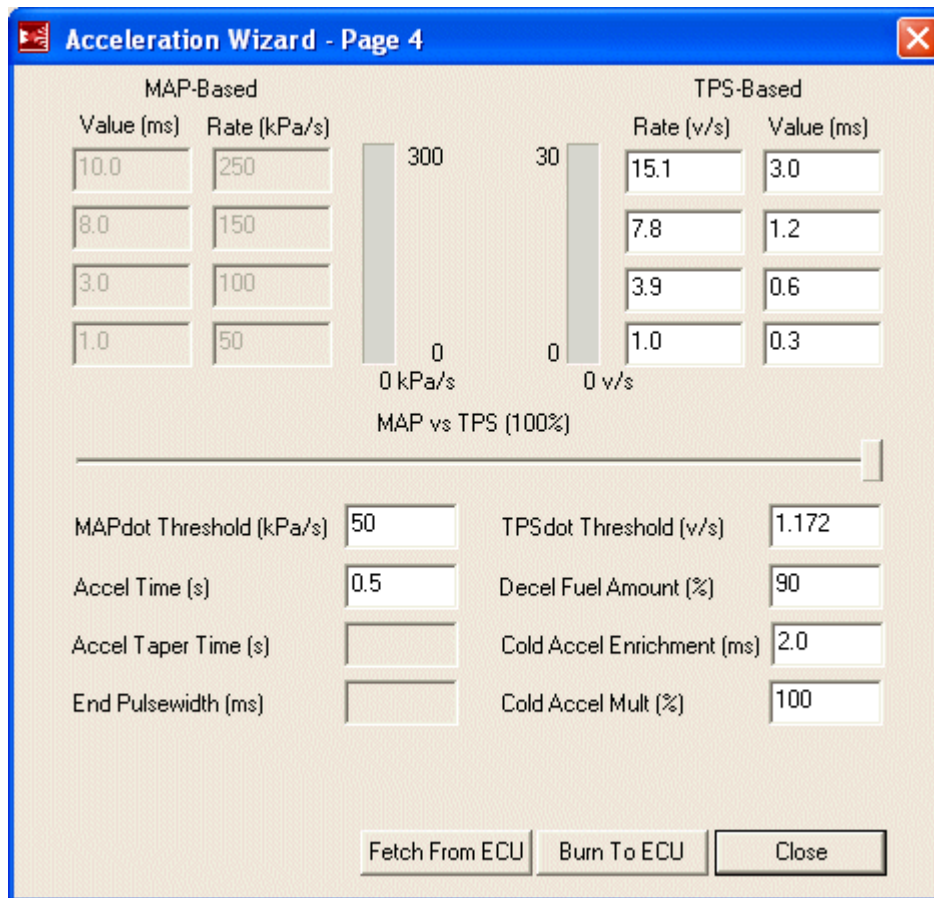 Acceleration Wizard - Page 4
MAP-Based TPS-Based
Value (ms) Rate (kPa/s) Rate (v/s) Value (ms)
10.0 250 300 30 15.1 3.0
8.0 150 7.8 1.2
3.0 100 3.9 0.6
1.0 50 0 0 1.0 0.3
0 kPa/s 0 v/s
MAP vs TPS (100%)
MAPdot Threshold (kPa/s) 50 TPSdot Threshold (v/s) 1.172
Accel Time (s) 0.5 Decel Fuel Amount (%) 90
Accel Taper Time (s) Cold Accel Enrichment (ms) 2.0
End Pulsewidth (ms) Cold Accel Mult (%) 100
Fetch From ECU Burn To ECU Close